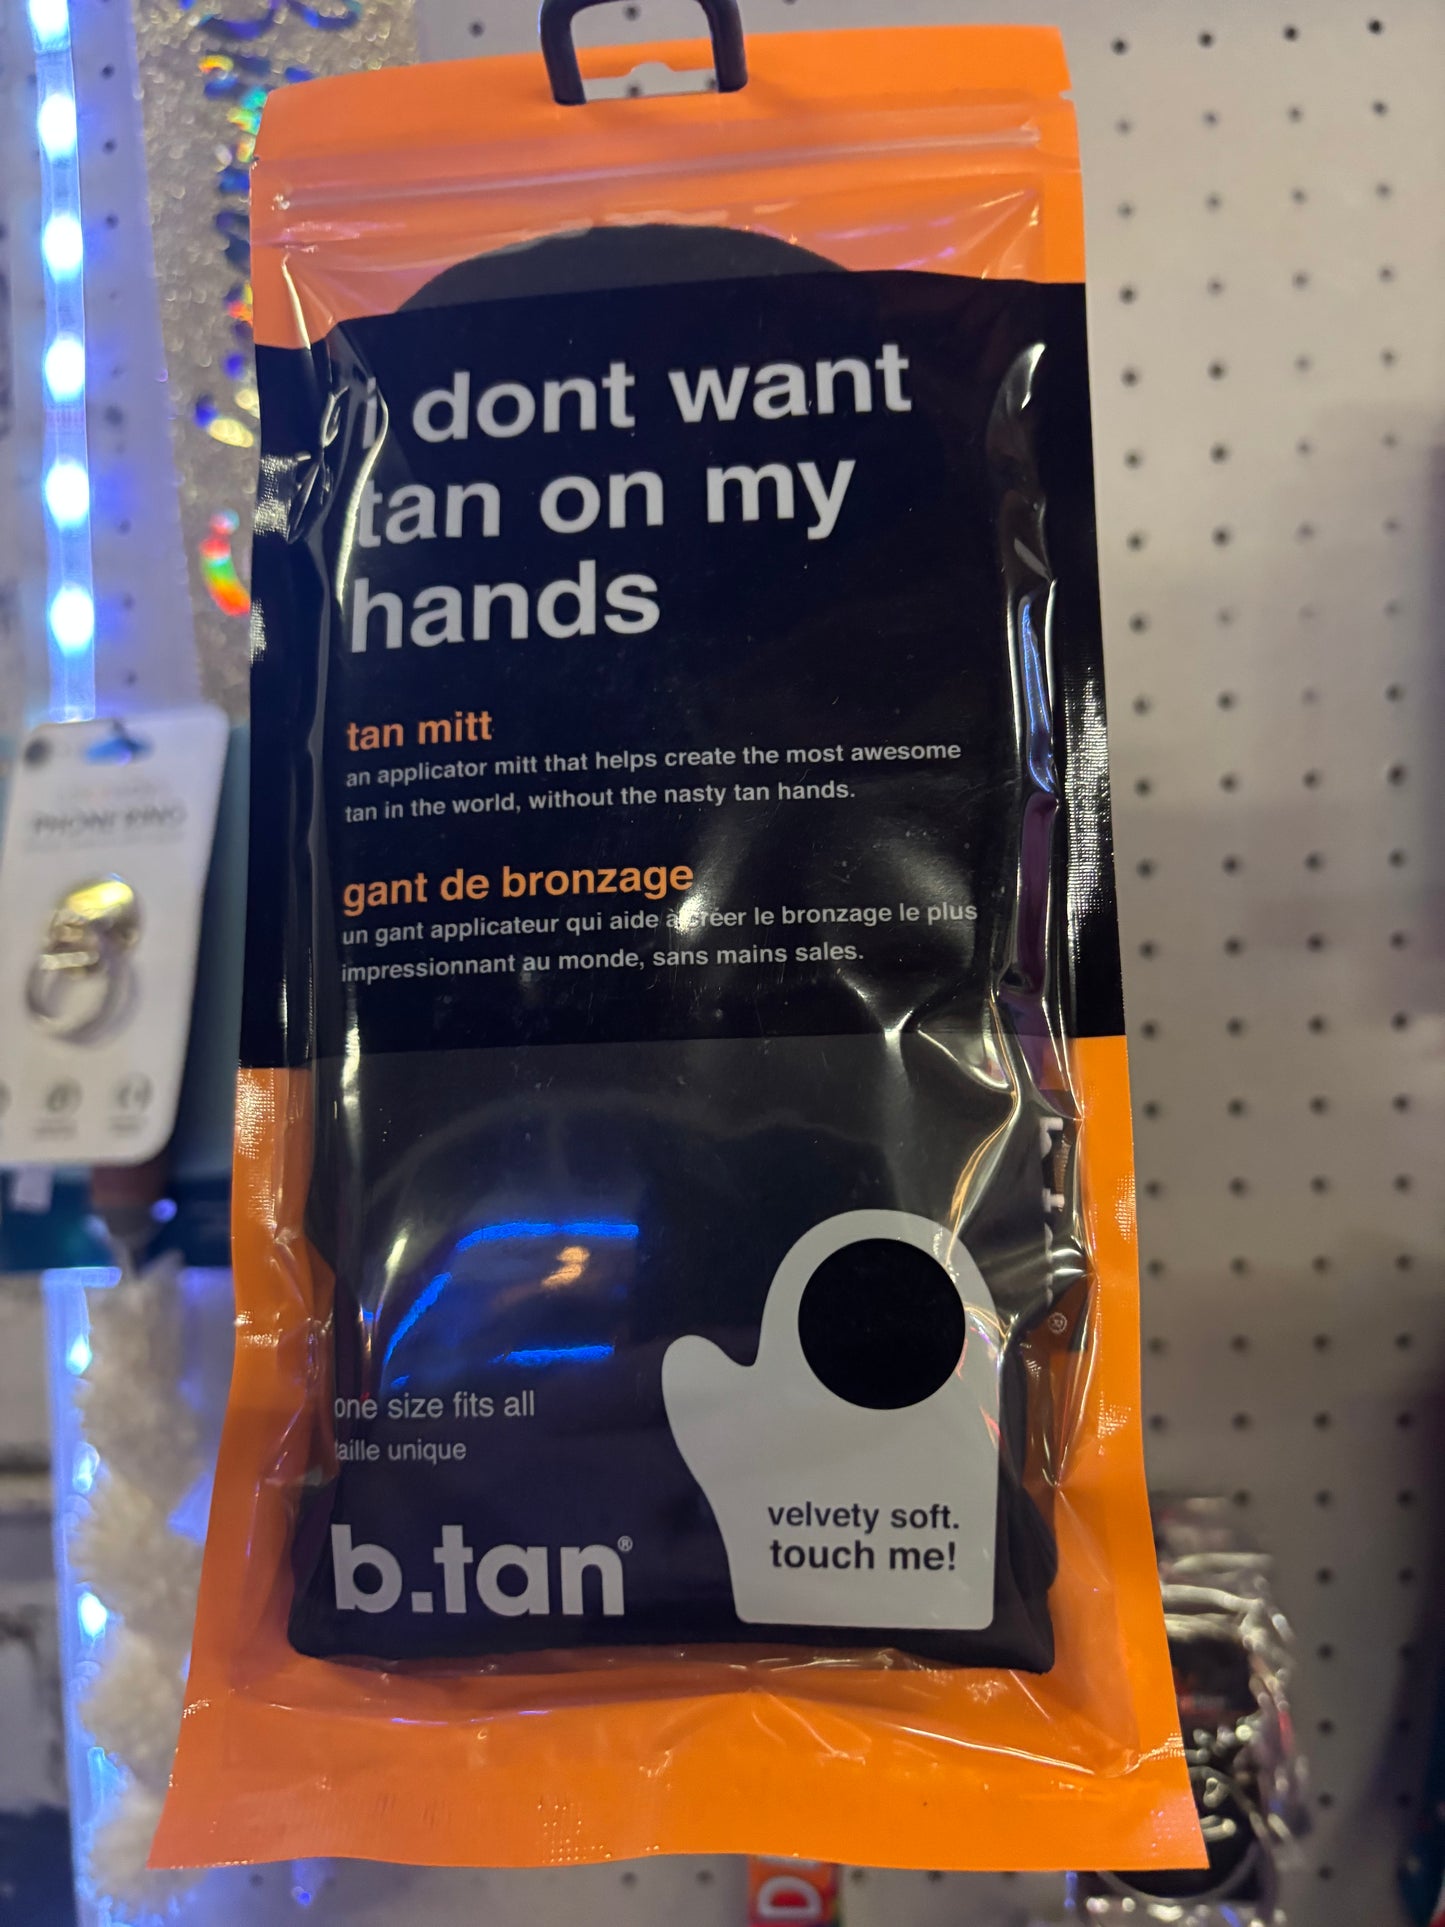 i dont want
tan on my
hands
tan mitt
an applicator mitt that helps create the most awesome
tan in the world, without the nasty tan hands.
gant de bronzage
un gant applicateur qui aide à créer le bronzage le plus
impressionnant au monde, sans mains sales.
one size fits all
taille unique
b.tan®
velvety soft.
touch me!
PHONE RING